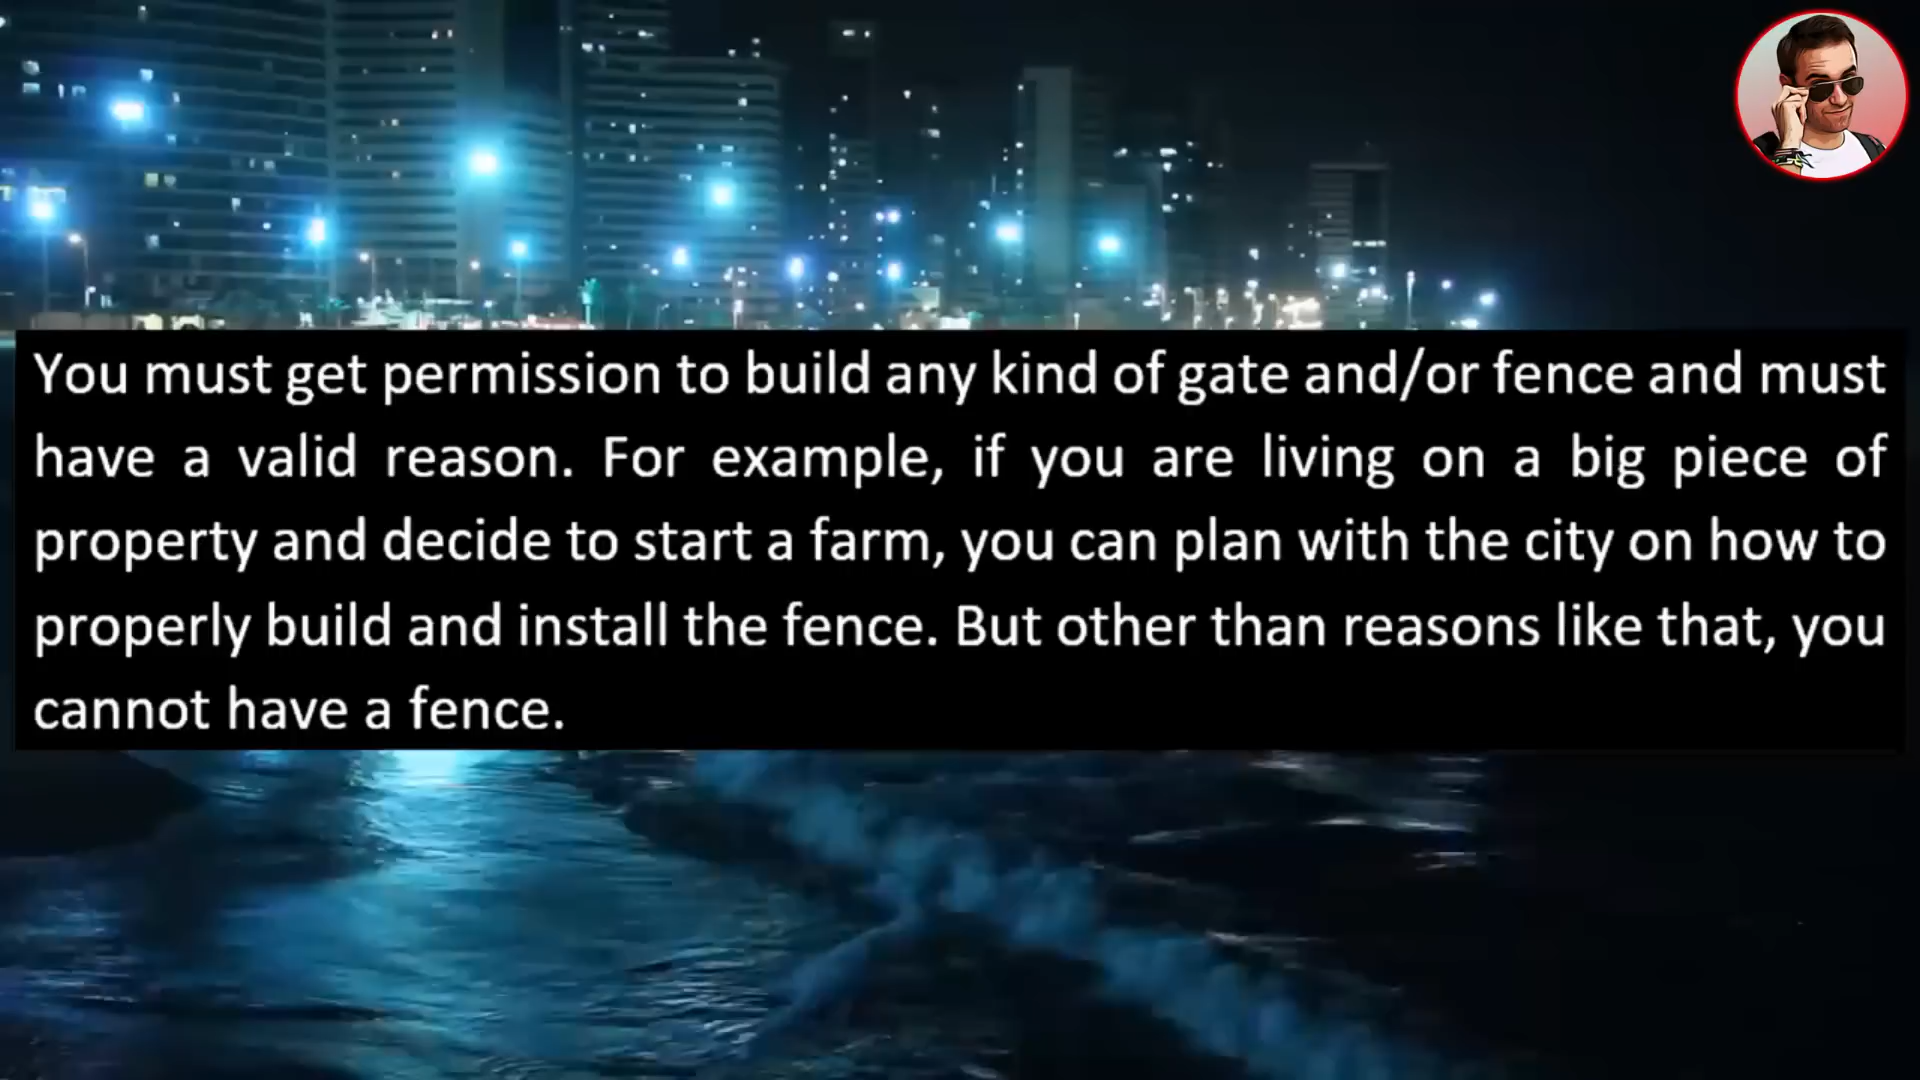 You must get permission to build any kind of gate and/or fence and must
have a valid reason. For example, if you are living on a big piece of
property and decide to start a farm, you can plan with the city on how to
properly build and install the fence. But other than reasons like that, you
cannot have a fence.